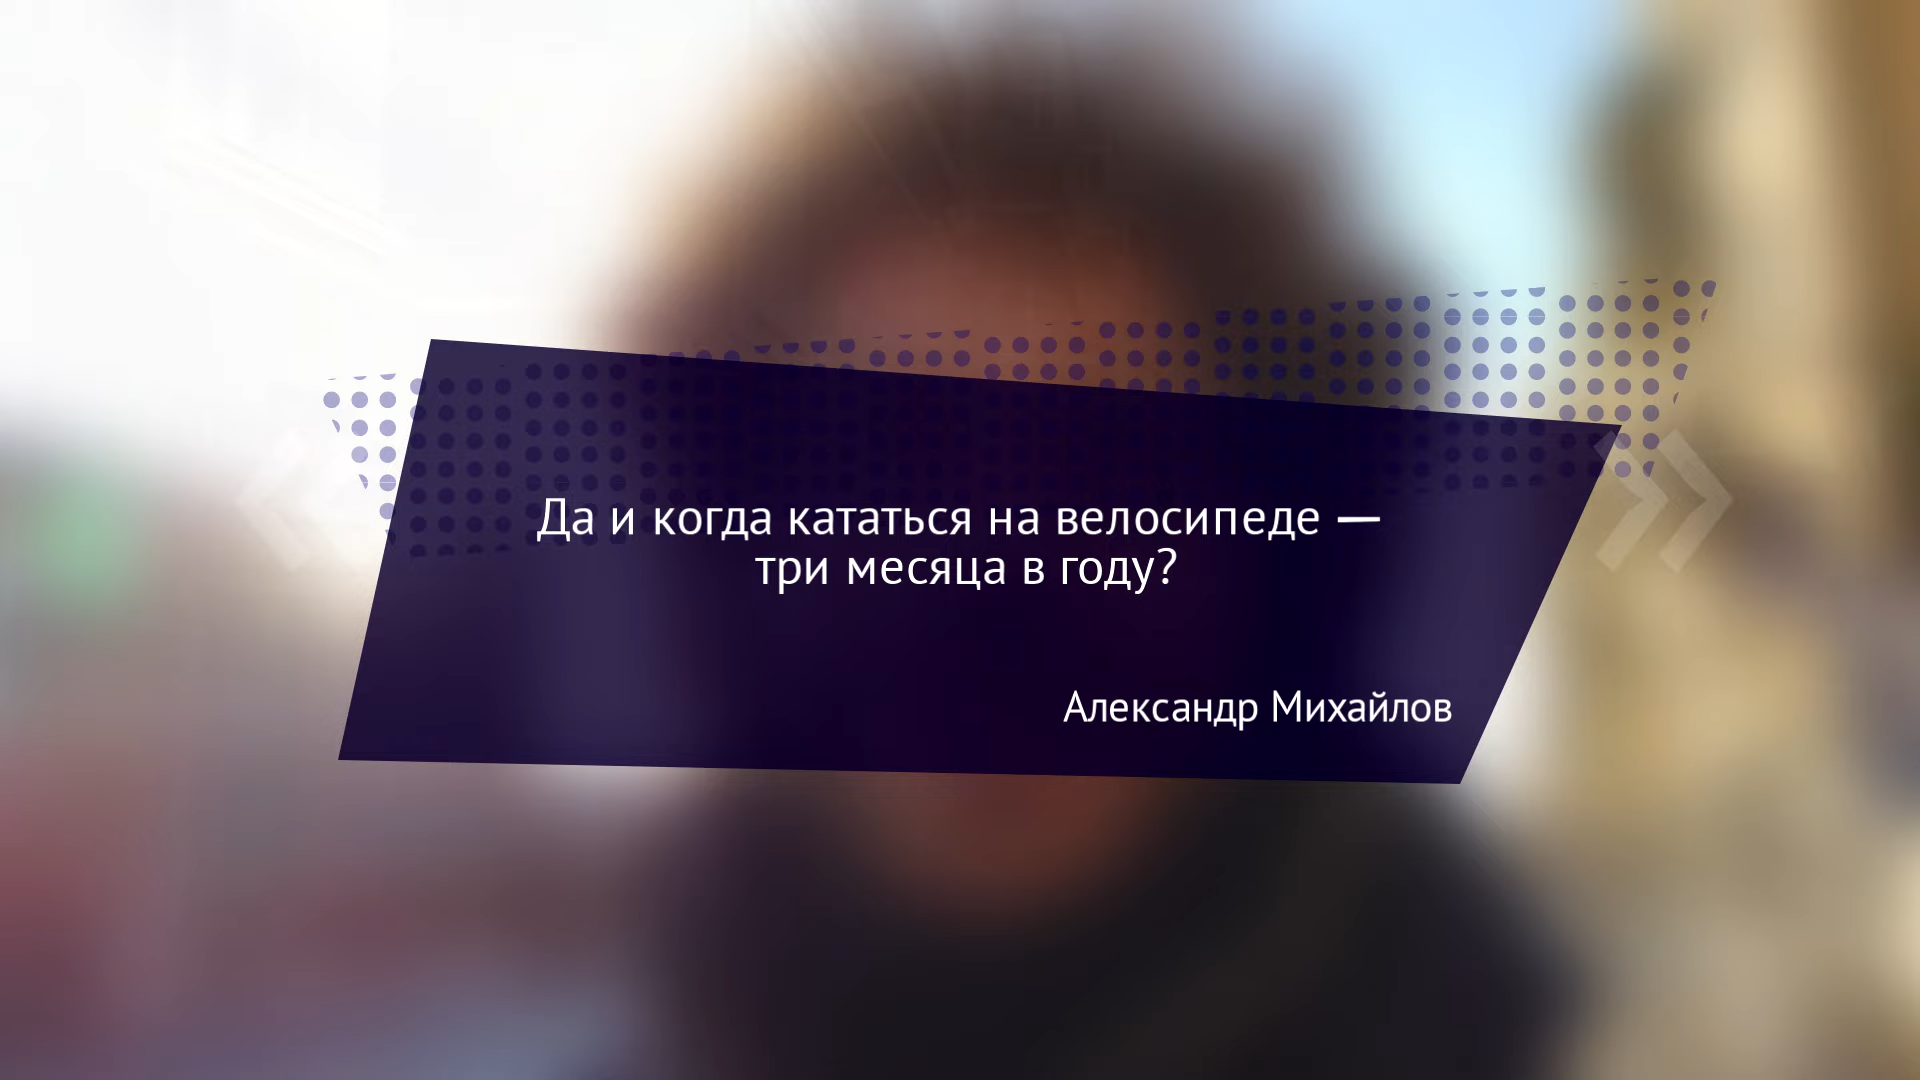 Да и когда кататься на велосипеде —
три месяца в году?
Александр Михайлов